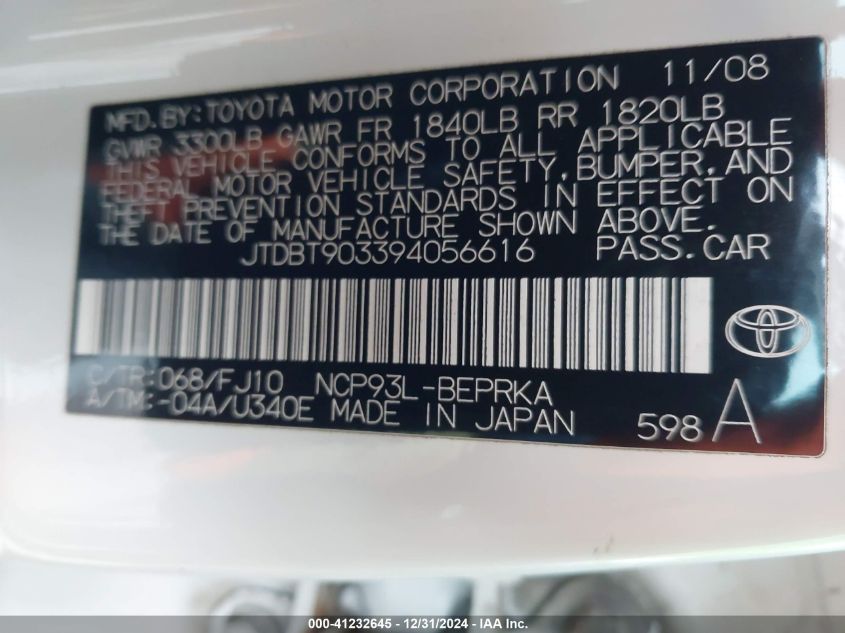 MFD.BY:TOYOTA MOTOR CORPORATION 11/08
GVWR 3300LB GAWR FR 1840LB RR 1820LB
THIS VEHICLE CONFORMS TO ALL APPLICABLE
FEDERAL MOTOR VEHICLE SAFETY,BUMPER,AND
THEFT PREVENTION STANDARDS IN EFFECT ON
THE DATE OF MANUFACTURE SHOWN ABOVE.
JTDBT903394056616 PASS.CAR
C/TR:068/FJ10 NCP93L-BEPRKA
A/TM:-04A/U340E MADE IN JAPAN 598 A
000-41232645 - 12/31/2024 - IAA Inc.